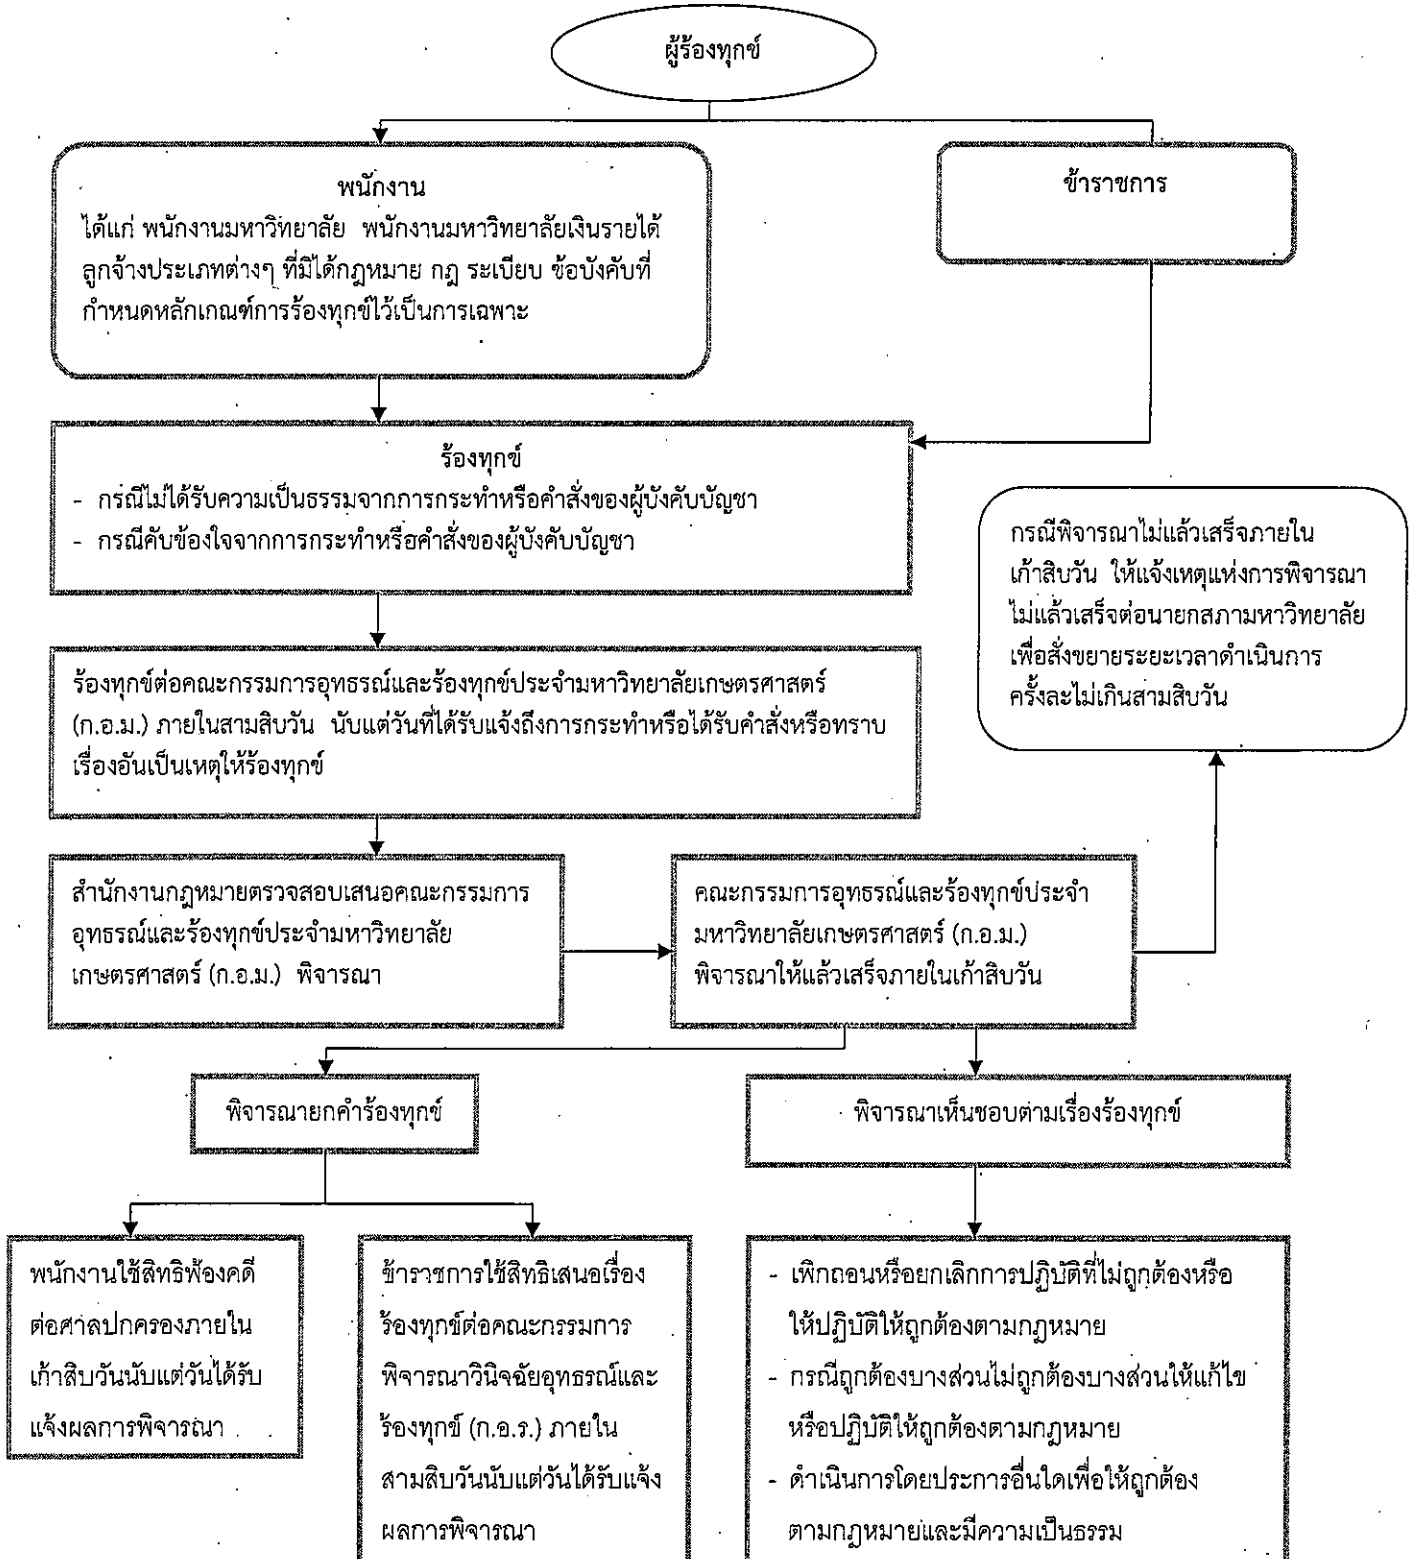 ผู้ร้องทุกข์
พนักงาน
ได้แก่ พนักงานมหาวิทยาลัย พนักงานมหาวิทยาลัยเงินรายได้
ลูกจ้างประเภทต่างๆ ที่มิได้กฎหมาย กฎ ระเบียบ ข้อบังคับที่
กำหนดหลักเกณฑ์การร้องทุกข์ไว้เป็นการเฉพาะ
ข้าราชการ
ร้องทุกข์
- กรณีไม่ได้รับความเป็นธรรมจากการกระทำหรือคำสั่งของผู้บังคับบัญชา
- กรณีคับข้องใจจากการกระทำหรือคำสั่งของผู้บังคับบัญชา
กรณีพิจารณาไม่แล้วเสร็จภายใน
เก้าสิบวัน ให้แจ้งเหตุแห่งการพิจารณา
ไม่แล้วเสร็จต่อนายกสภามหาวิทยาลัย
เพื่อสั่งขยายระยะเวลาดำเนินการ
ครั้งละไม่เกินสามสิบวัน
ร้องทุกข์ต่อคณะกรรมการอุทธรณ์และร้องทุกข์ประจำมหาวิทยาลัยเกษตรศาสตร์
(ก.อ.ม.) ภายในสามสิบวัน นับแต่วันที่ได้รับแจ้งถึงการกระทำหรือได้รับคำสั่งหรือทราบ
เรื่องอันเป็นเหตุให้ร้องทุกข์
สำนักงานกฎหมายตรวจสอบเสนอคณะกรรมการ
อุทธรณ์และร้องทุกข์ประจำมหาวิทยาลัย
เกษตรศาสตร์ (ก.อ.ม.) พิจารณา
คณะกรรมการอุทธรณ์และร้องทุกข์ประจำ
มหาวิทยาลัยเกษตรศาสตร์ (ก.อ.ม.)
พิจารณาให้แล้วเสร็จภายในเก้าสิบวัน
พิจารณายกคำร้องทุกข์
พิจารณาเห็นชอบตามเรื่องร้องทุกข์
พนักงานใช้สิทธิฟ้องคดี
ต่อศาลปกครองภายใน
เก้าสิบวันนับแต่วันได้รับ
แจ้งผลการพิจารณา
ข้าราชการใช้สิทธิเสนอเรื่อง
ร้องทุกข์ต่อคณะกรรมการ
พิจารณาวินิจฉัยอุทธรณ์และ
ร้องทุกข์ (ก.อ.ร.) ภายใน
สามสิบวันนับแต่วันได้รับแจ้ง
ผลการพิจารณา
- เพิกถอนหรือยกเลิกการปฏิบัติที่ไม่ถูกต้องหรือ
ให้ปฏิบัติให้ถูกต้องตามกฎหมาย
- กรณีถูกต้องบางส่วนไม่ถูกต้องบางส่วนให้แก้ไข
หรือปฏิบัติให้ถูกต้องตามกฎหมาย
- ดำเนินการโดยประการอื่นใดเพื่อให้ถูกต้อง
ตามกฎหมายและมีความเป็นธรรม